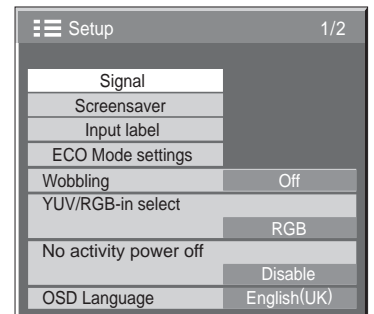 Setup 1/2
Signal
Screensaver
Input label
ECO Mode settings
Wobbling Off
YUV/RGB-in select
RGB
No activity power off
Disable
OSD Language English(UK)